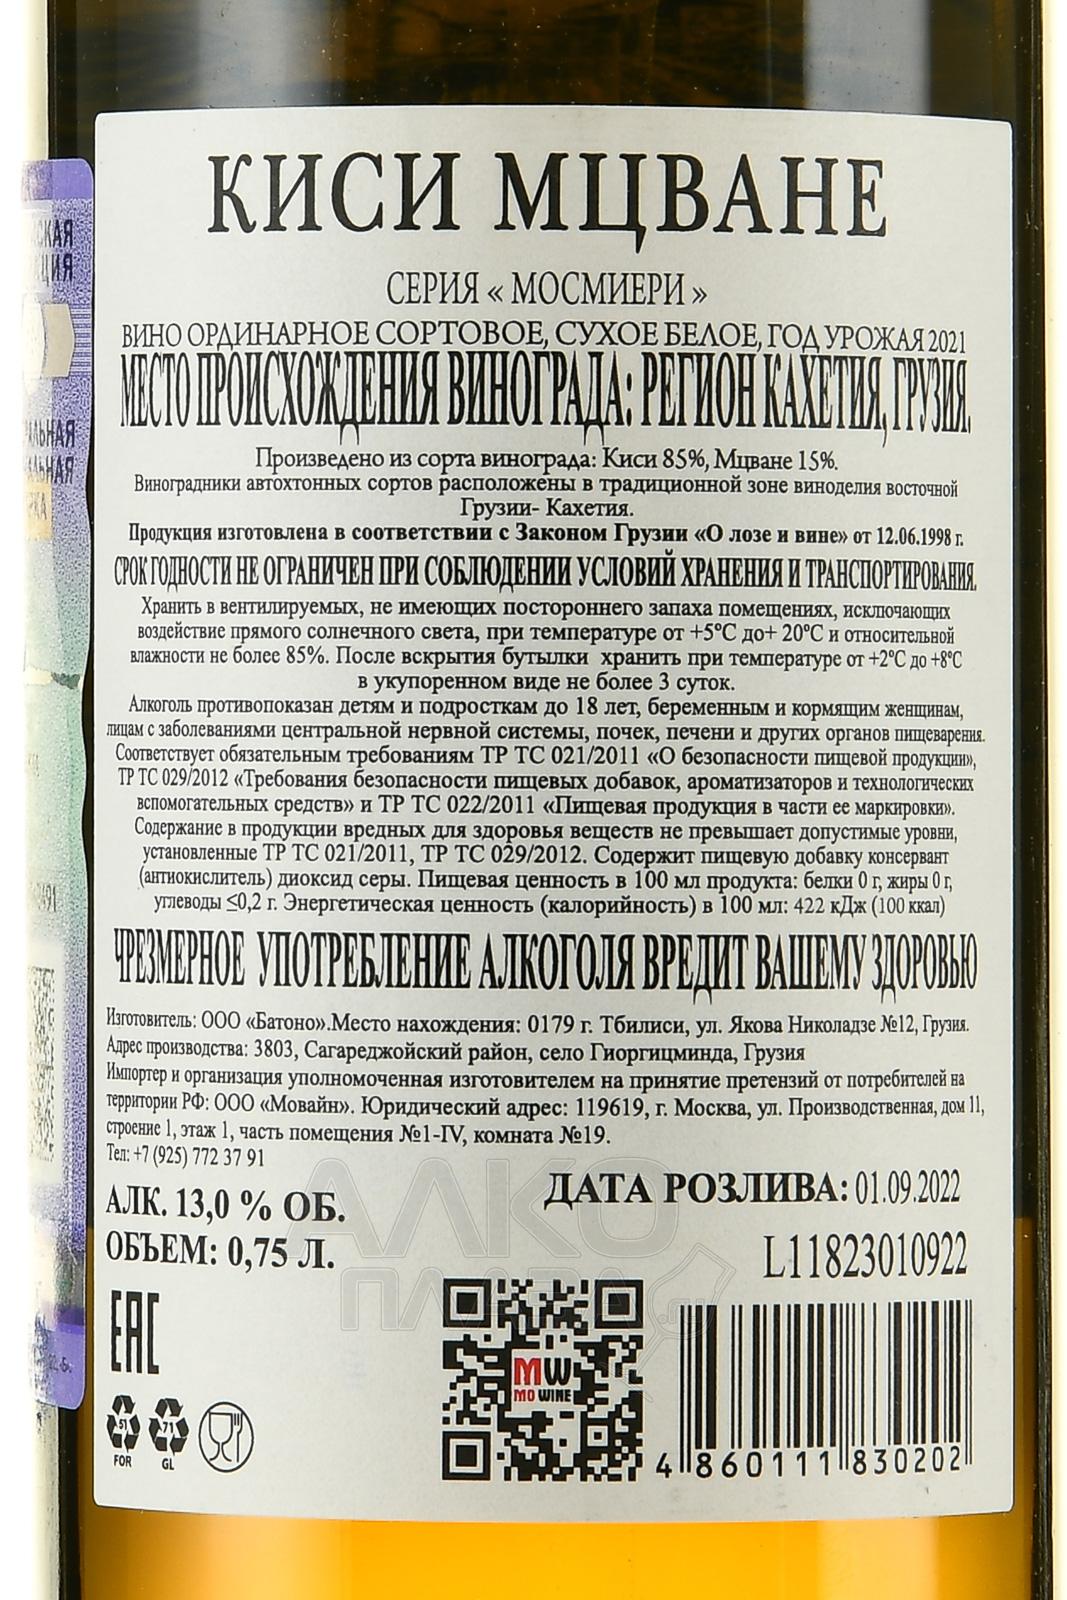 КИСИ МЦВАНЕ
СЕРИЯ « МОСМИЕРИ »
ВИНО ОРДИНАРНОЕ СОРТОВОЕ, СУХОЕ БЕЛОЕ, ГОД УРОЖАЯ 2021
МЕСТО ПРОИСХОЖДЕНИЯ ВИНОГРАДА: РЕГИОН КАХЕТИЯ, ГРУЗИЯ.
Произведено из сорта винограда: Киси 85%, Мцване 15%.
Виноградники автохтонных сортов расположены в традиционной зоне виноделия восточной
Грузии- Кахетия.
Продукция изготовлена в соответствии с Законом Грузии «О лозе и вине» от 12.06.1998 г.
СРОК ГОДНОСТИ НЕ ОГРАНИЧЕН ПРИ СОБЛЮДЕНИИ УСЛОВИЙ ХРАНЕНИЯ И ТРАНСПОРТИРОВАНИЯ.
Хранить в вентилируемых, не имеющих постороннего запаха помещениях, исключающих
воздействие прямого солнечного света, при температуре от +5°С до+ 20°С и относительной
влажности не более 85%. После вскрытия бутылки хранить при температуре от +2°С до +8°С
в укупоренном виде не более 3 суток.
Алкоголь противопоказан детям и подросткам до 18 лет, беременным и кормящим женщинам,
лицам с заболеваниями центральной нервной системы, почек, печени и других органов пищеварения.
Соответствует обязательным требованиям ТР ТС 021/2011 «О безопасности пищевой продукции»,
ТР ТС 029/2012 «Требования безопасности пищевых добавок, ароматизаторов и технологических
вспомогательных средств» и ТР ТС 022/2011 «Пищевая продукция в части ее маркировки».
Содержание в продукции вредных для здоровья веществ не превышает допустимые уровни,
установленные ТР ТС 021/2011, ТР ТС 029/2012. Содержит пищевую добавку консервант
(антиокислитель) диоксид серы. Пищевая ценность в 100 мл продукта: белки 0 г, жиры 0 г,
углеводы ≤0,2 г. Энергетическая ценность (калорийность) в 100 мл: 422 кДж (100 ккал)
ЧРЕЗМЕРНОЕ УПОТРЕБЛЕНИЕ АЛКОГОЛЯ ВРЕДИТ ВАШЕМУ ЗДОРОВЬЮ
Изготовитель: ООО «Батоно».Место нахождения: 0179 г. Тбилиси, ул. Якова Николадзе №12, Грузия.
Адрес производства: 3803, Сагареджойский район, село Гиоргицминда, Грузия
Импортер и организация уполномоченная изготовителем на принятие претензий от потребителей на
территории РФ: ООО «Мовайн». Юридический адрес: 119619, г. Москва, ул. Производственная, дом 11,
строение 1, этаж 1, часть помещения №1-IV, комната №19.
Тел: +7 (925) 772 37 91
АЛК. 13,0 % ОБ.
ДАТА РОЗЛИВА: 01.09.2022
ОБЪЕМ: 0,75 Л.
L11823010922
EAC
MW
MO WINE
51
FOR
71
GL
4 860111 830202
АЛКО
ПЛАЗА
.ru